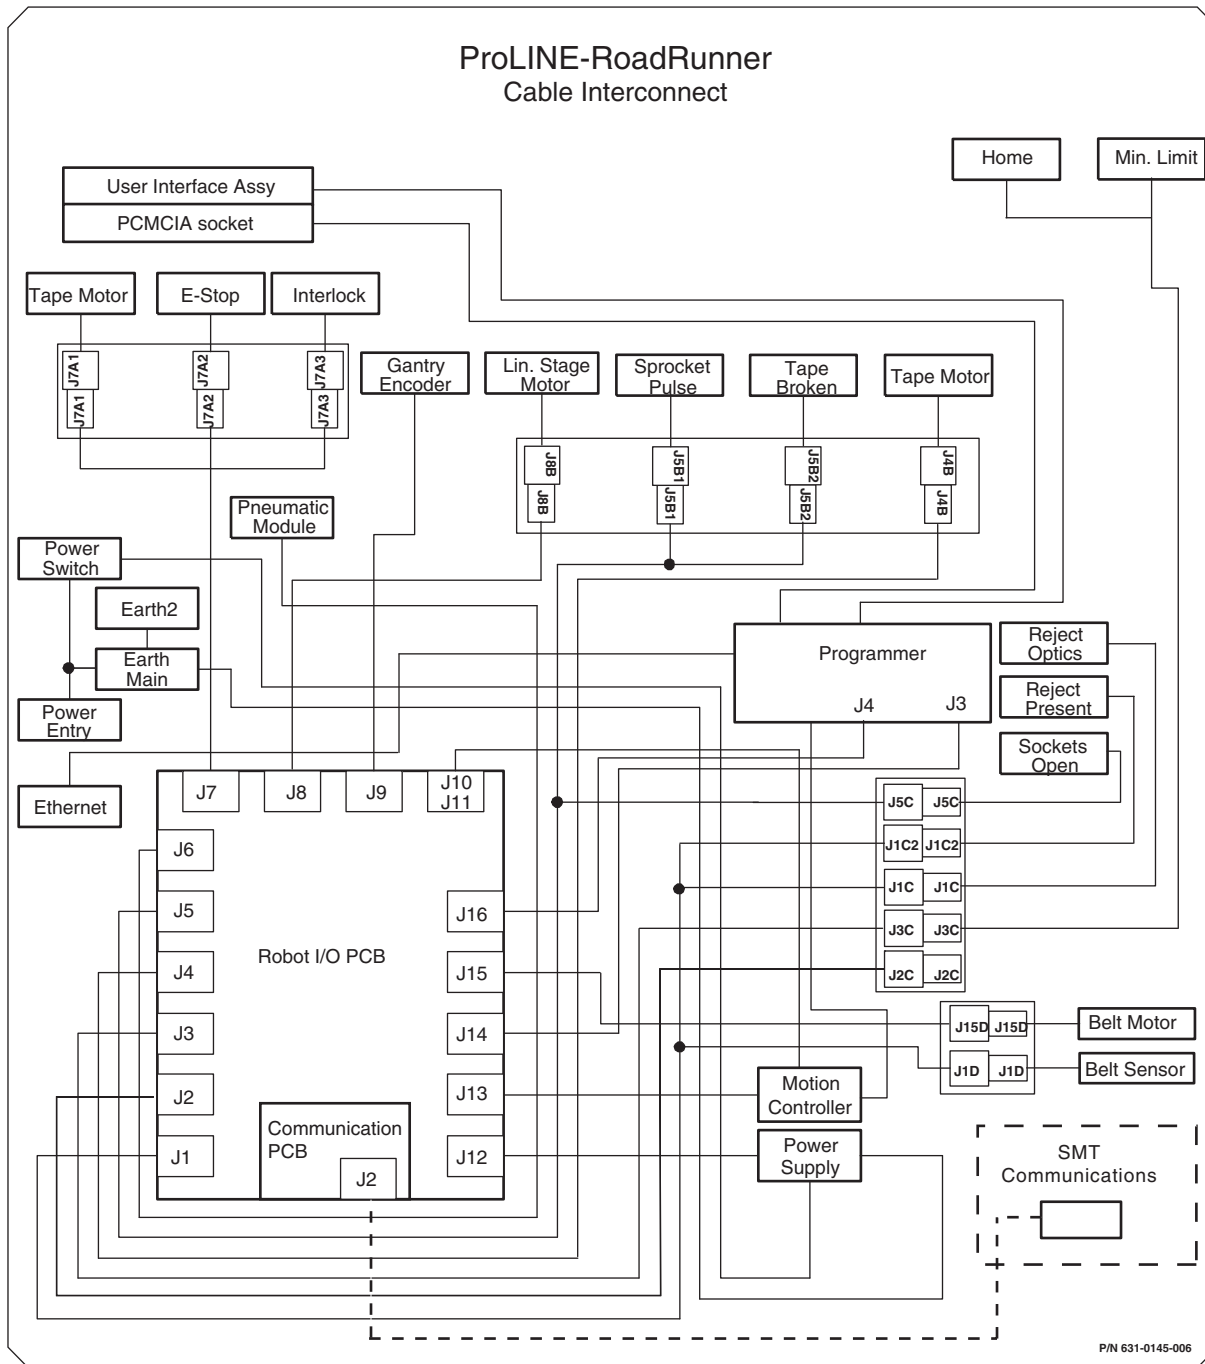 ProLINE-RoadRunner
Cable Interconnect
Home
Min. Limit
User Interface Assy
PCMCIA socket
Tape Motor
E-Stop
Interlock
J7A1
J7A2
J7A3
J7A1
J7A2
J7A3
Gantry
Encoder
Lin. Stage
Motor
Sprocket
Pulse
Tape
Broken
Tape Motor
J8B
J5B1
J5B2
J4B
J8B
J5B1
J5B2
J4B
Pneumatic
Module
Power
Switch
Earth2
Earth
Main
Power
Entry
Ethernet
Programmer
J4
J3
Reject
Optics
Reject
Present
Sockets
Open
J7
J8
J9
J10
J11
J6
J5
J4
J3
J2
J1
Robot I/O PCB
J16
J15
J14
J13
J12
Communication
PCB
J2
J5C
J5C
J1C2
J1C2
J1C
J1C
J3C
J3C
J2C
J2C
J15D
J15D
Belt Motor
J1D
J1D
Belt Sensor
Motion
Controller
Power
Supply
SMT
Communications
P/N 631-0145-006